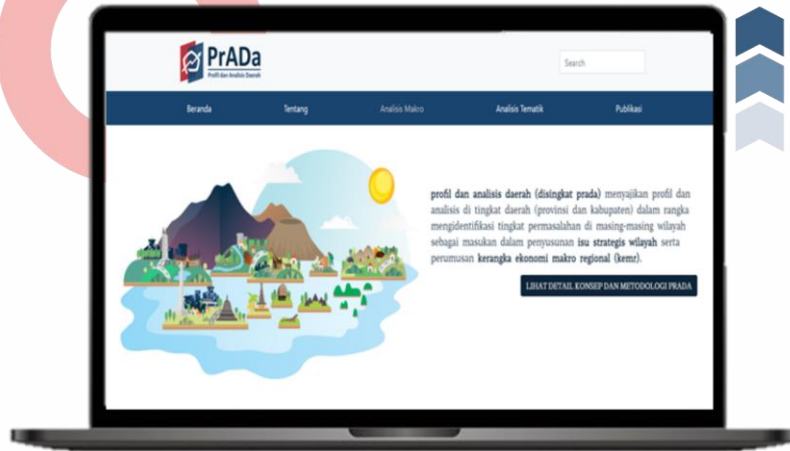 PrADa
Profil dan Analisis Daerah
Search
Beranda
Tentang
Analisis Makro
Analisis Tematik
Publikasi
profil dan analisis daerah (disingkat prada) menyajikan profil dan
analisis di tingkat daerah (provinsi dan kabupaten) dalam rangka
mengidentifikasi tingkat permasalahan di masing-masing wilayah
sebagai masukan dalam penyusunan isu strategis wilayah serta
perumusan kerangka ekonomi makro regional (kemr).
LIHAT DETAIL KONSEP DAN METODOLOGI PRADA